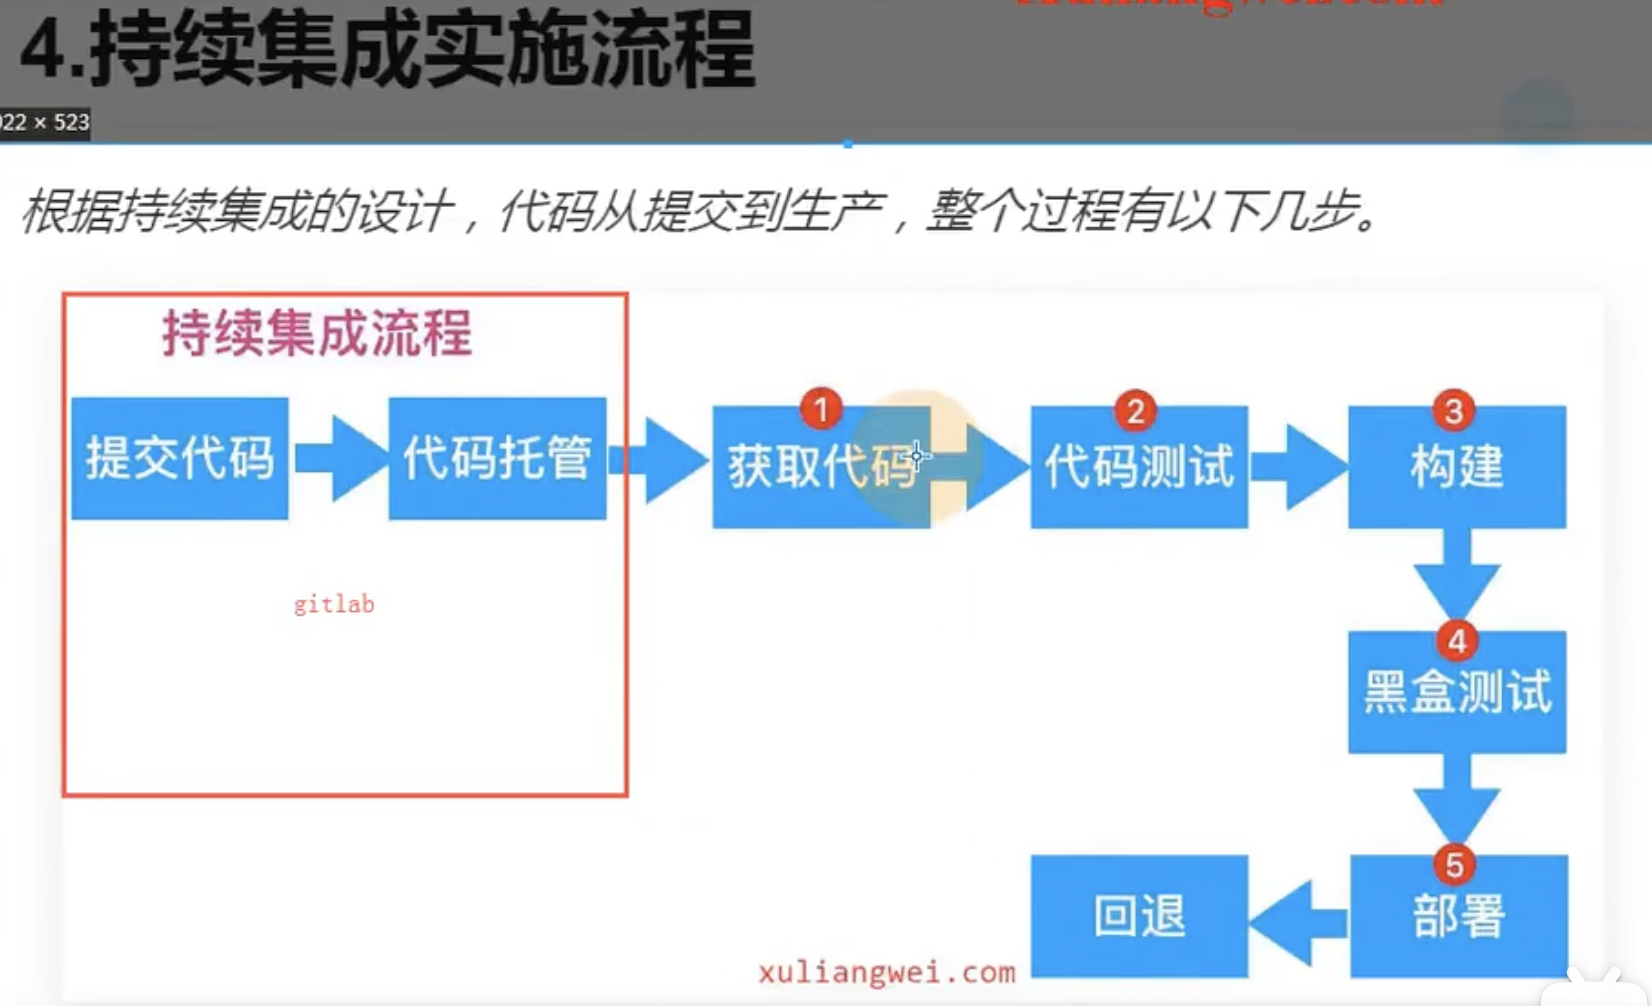 4.持续集成实施流程
022 × 523
根据持续集成的设计，代码从提交到生产，整个过程有以下几步。
持续集成流程
提交代码
代码托管
1
获取代码
2
代码测试
3
构建
gitlab
4
黑盒测试
5
部署
回退
xuliangwei.com